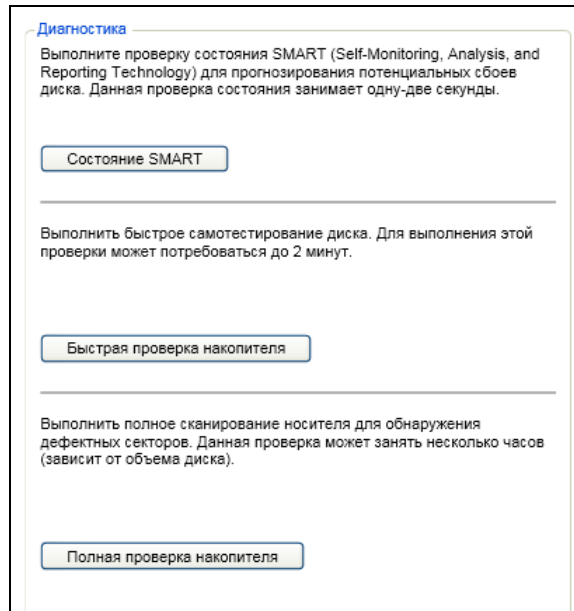 Диагностика
Выполните проверку состояния SMART (Self-Monitoring, Analysis, and
Reporting Technology) для прогнозирования потенциальных сбоев
диска. Данная проверка состояния занимает одну-две секунды.
Состояние SMART
Выполнить быстрое самотестирование диска. Для выполнения этой
проверки может потребоваться до 2 минут.
Быстрая проверка накопителя
Выполнить полное сканирование носителя для обнаружения
дефектных секторов. Данная проверка может занять несколько часов
(зависит от объема диска).
Полная проверка накопителя